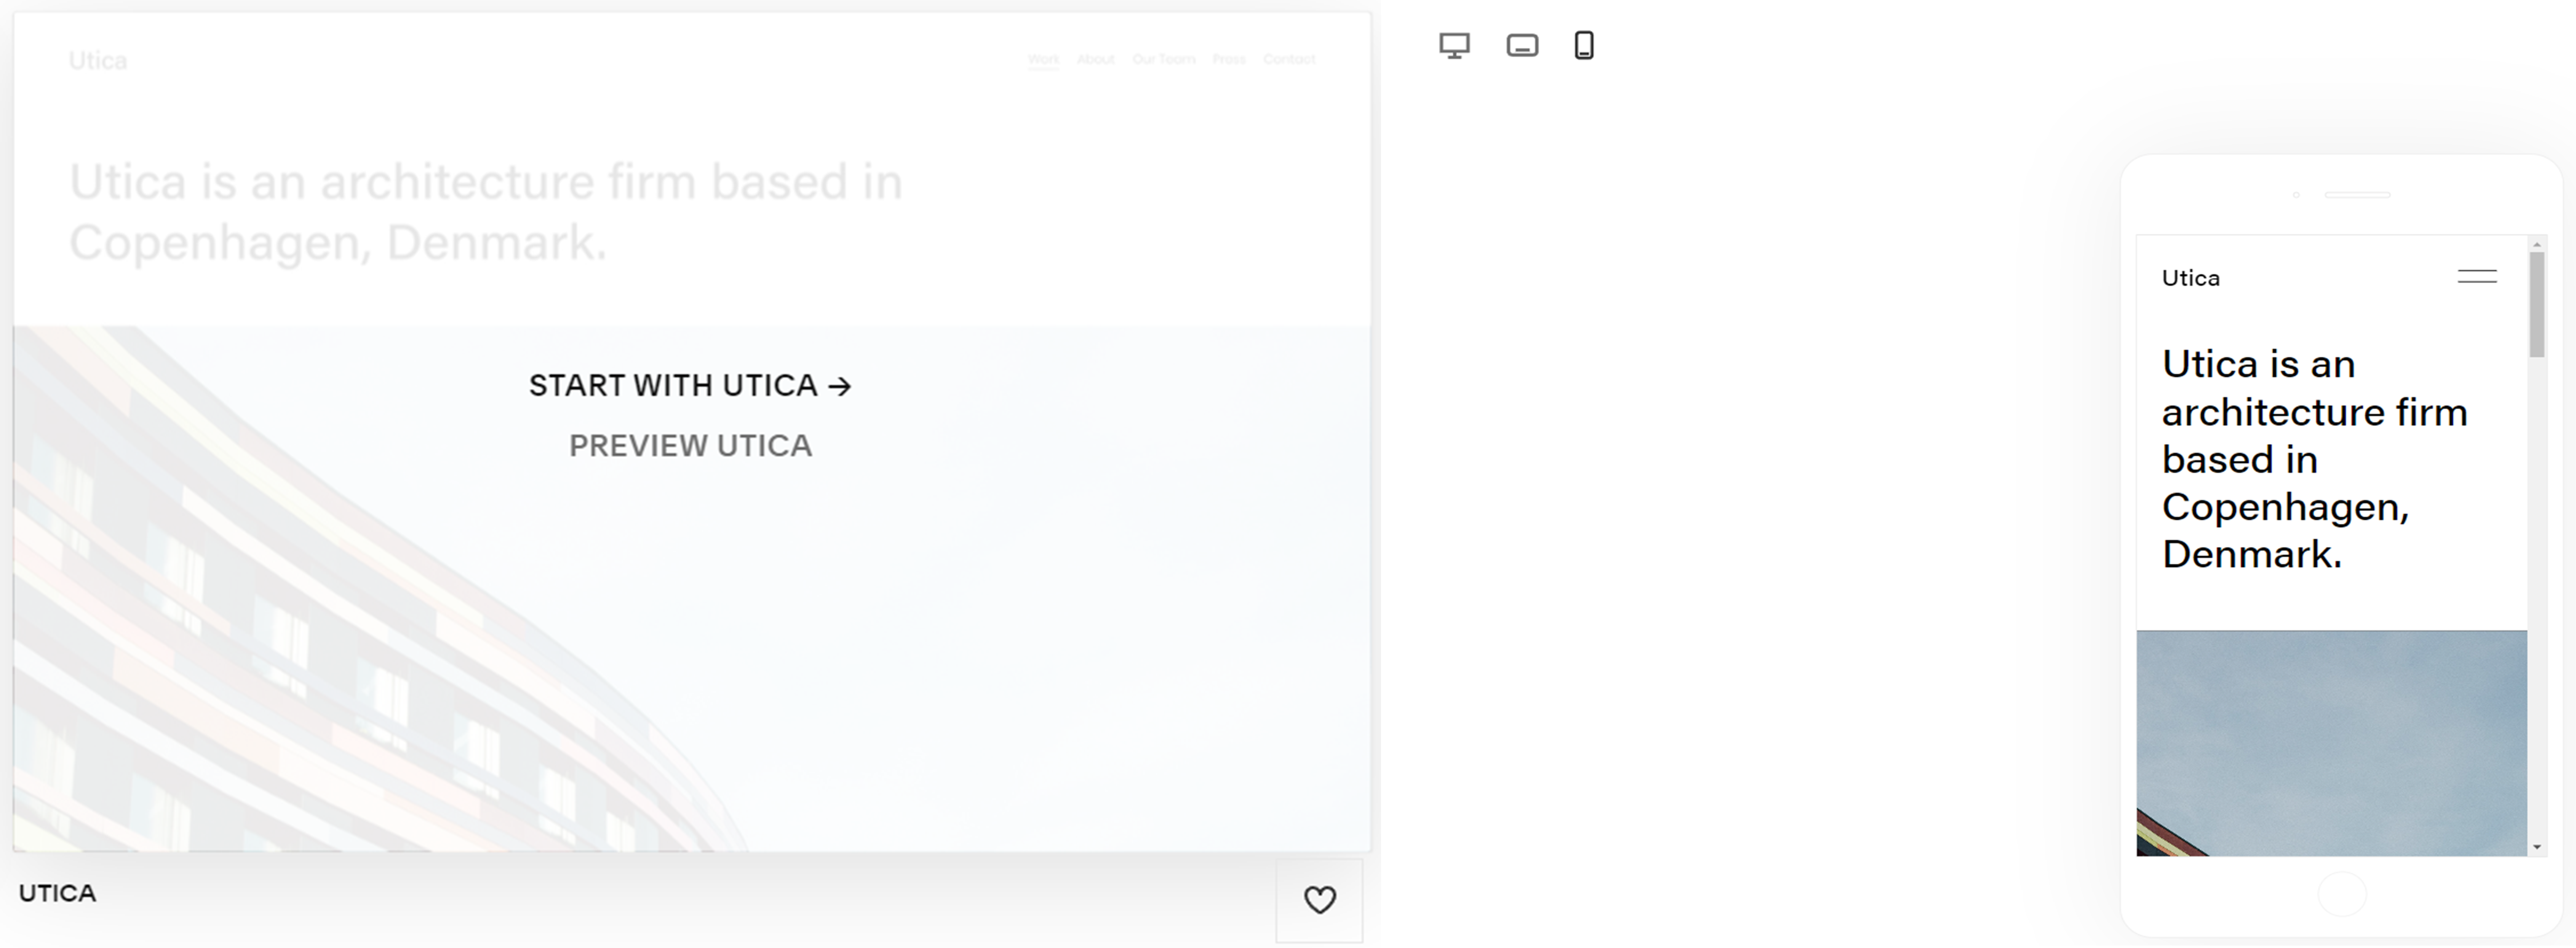 Utica
Work About Our Team Press Contact
Utica is an architecture firm based in
Copenhagen, Denmark.
START WITH UTICA →
PREVIEW UTICA
UTICA
Utica
Utica is an
architecture firm
based in
Copenhagen,
Denmark.